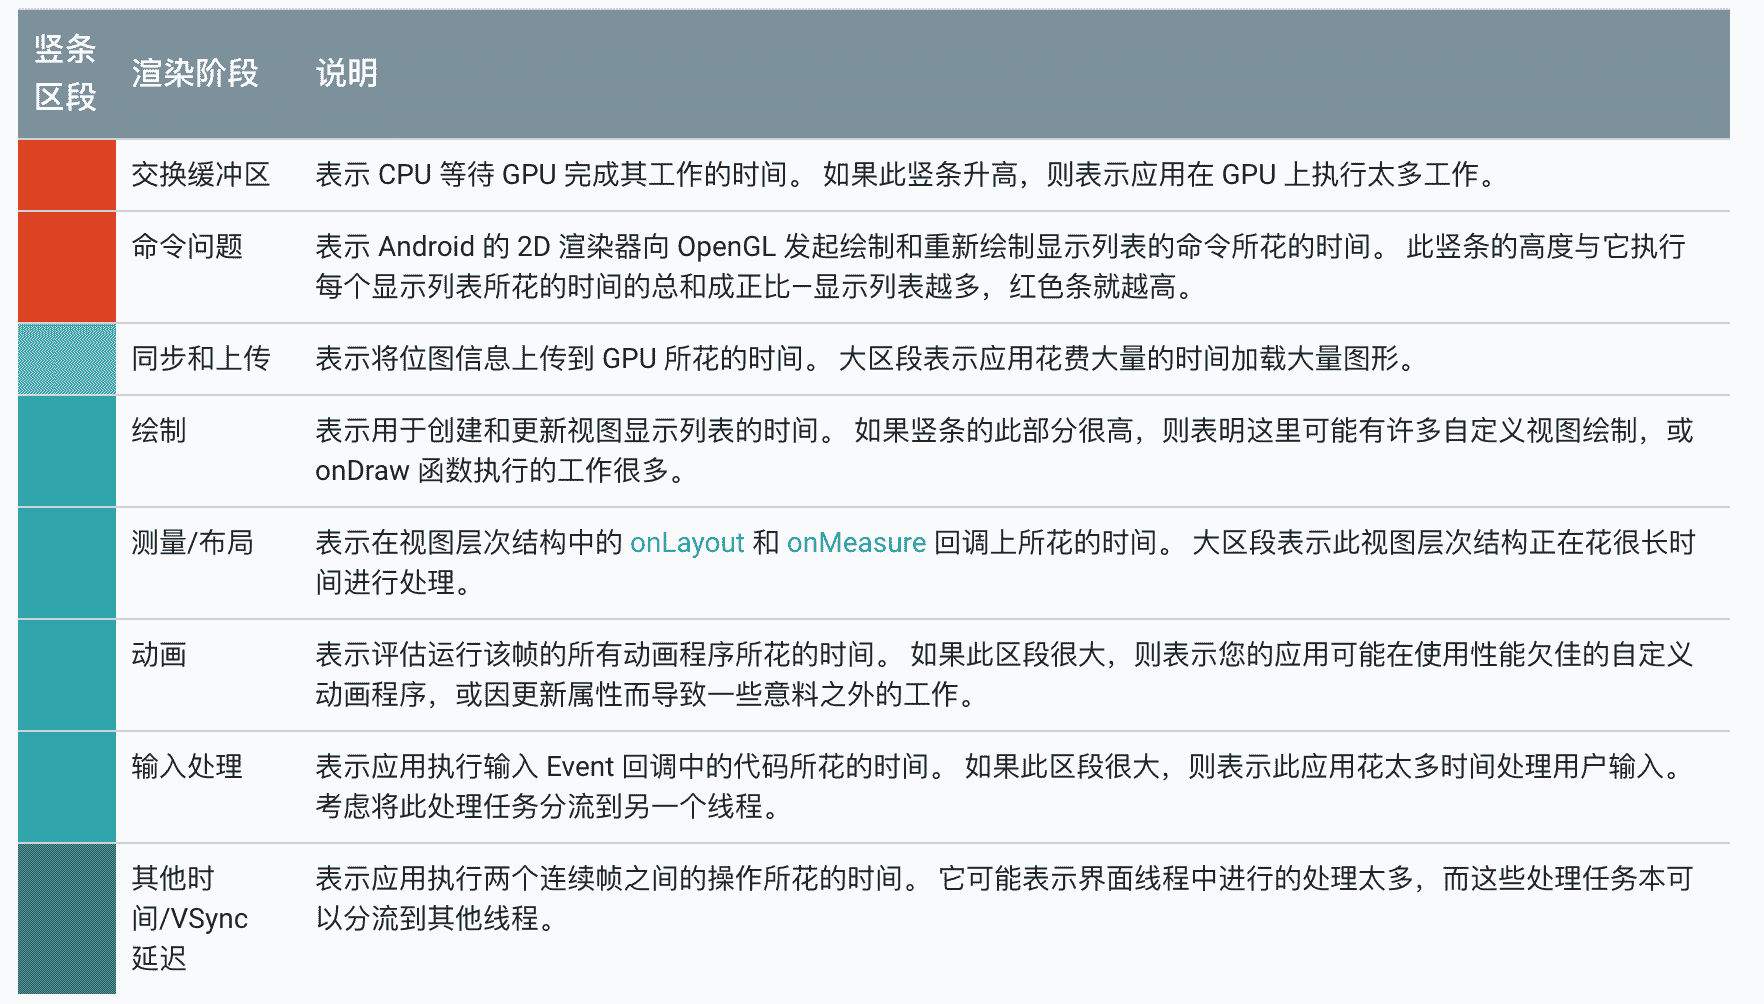 竖条
区段
渲染阶段
说明
交换缓冲区
表示 CPU 等待 GPU 完成其工作的时间。 如果此竖条升高，则表示应用在 GPU 上执行太多工作。
命令问题
表示 Android 的 2D 渲染器向 OpenGL 发起绘制和重新绘制显示列表的命令所花的时间。 此竖条的高度与它执行
每个显示列表所花的时间的总和成正比—显示列表越多，红色条就越高。
同步和上传
表示将位图信息上传到 GPU 所花的时间。 大区段表示应用花费大量的时间加载大量图形。
绘制
表示用于创建和更新视图显示列表的时间。 如果竖条的此部分很高，则表明这里可能有许多自定义视图绘制，或
onDraw 函数执行的工作很多。
测量/布局
表示在视图层次结构中的 onLayout 和 onMeasure 回调上所花的时间。 大区段表示此视图层次结构正在花很长时
间进行处理。
动画
表示评估运行该帧的所有动画程序所花的时间。 如果此区段很大，则表示您的应用可能在使用性能欠佳的自定义
动画程序，或因更新属性而导致一些意料之外的工作。
输入处理
表示应用执行输入 Event 回调中的代码所花的时间。 如果此区段很大，则表示此应用花太多时间处理用户输入。
考虑将此处理任务分流到另一个线程。
其他时
间/VSync
延迟
表示应用执行两个连续帧之间的操作所花的时间。 它可能表示界面线程中进行的处理太多，而这些处理任务本可
以分流到其他线程。